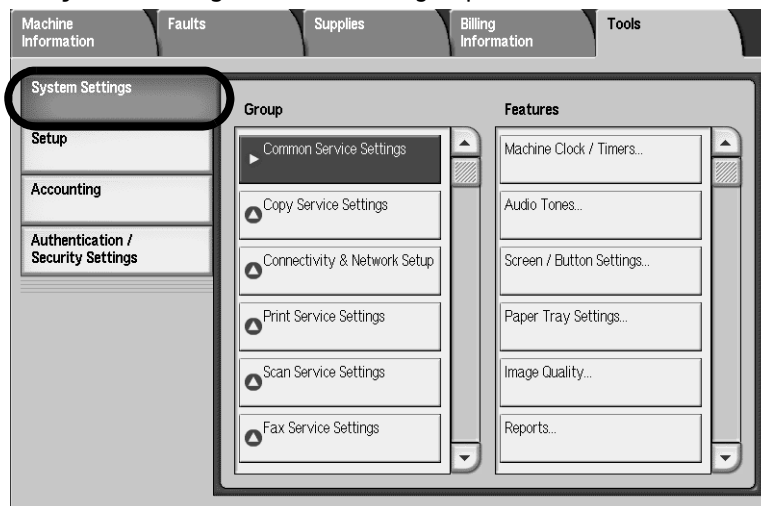 Machine
Information
Faults
Supplies
Billing
Information
Tools
System Settings
Setup
Accounting
Authentication /
Security Settings
Group
Common Service Settings
Copy Service Settings
Connectivity & Network Setup
Print Service Settings
Scan Service Settings
Fax Service Settings
Features
Machine Clock / Timers...
Audio Tones...
Screen / Button Settings...
Paper Tray Settings...
Image Quality...
Reports...